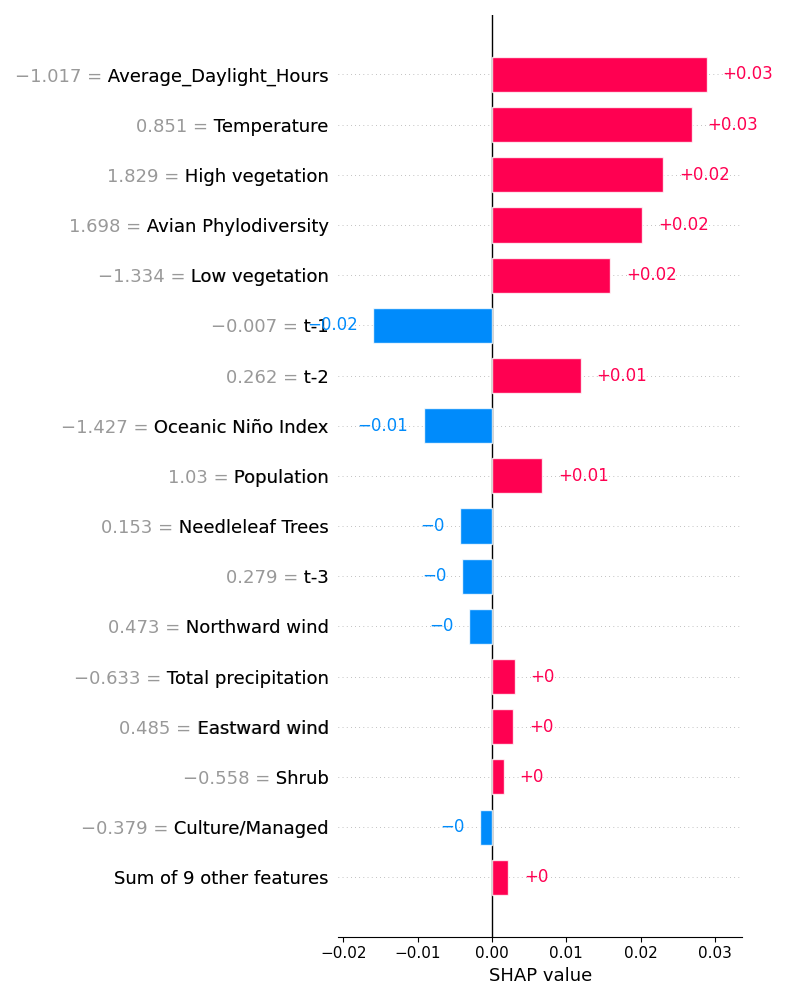 −1.017 = Average_Daylight_Hours +0.03
0.851 = Temperature +0.03
1.829 = High vegetation +0.02
1.698 = Avian Phylodiversity +0.02
−1.334 = Low vegetation +0.02
−0.007 = t-1 −0.02
0.262 = t-2 +0.01
−1.427 = Oceanic Niño Index −0.01
1.03 = Population +0.01
0.153 = Needleleaf Trees −0
0.279 = t-3 −0
0.473 = Northward wind −0
−0.633 = Total precipitation +0
0.485 = Eastward wind +0
−0.558 = Shrub +0
−0.379 = Culture/Managed −0
Sum of 9 other features +0
−0.02 −0.01 0.00 0.01 0.02 0.03
SHAP value